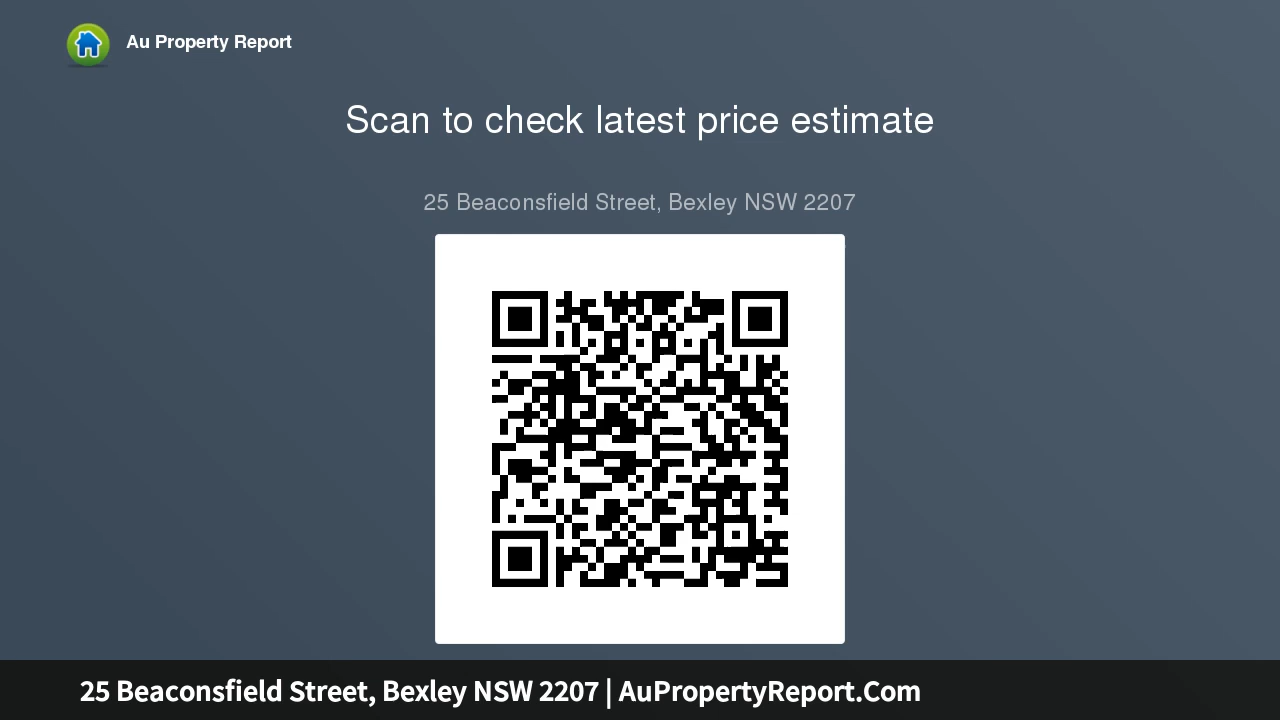 Au Property Report
Scan to check latest price estimate
25 Beaconsfield Street, Bexley NSW 2207
25 Beaconsfield Street, Bexley NSW 2207 | AuPropertyReport.Com